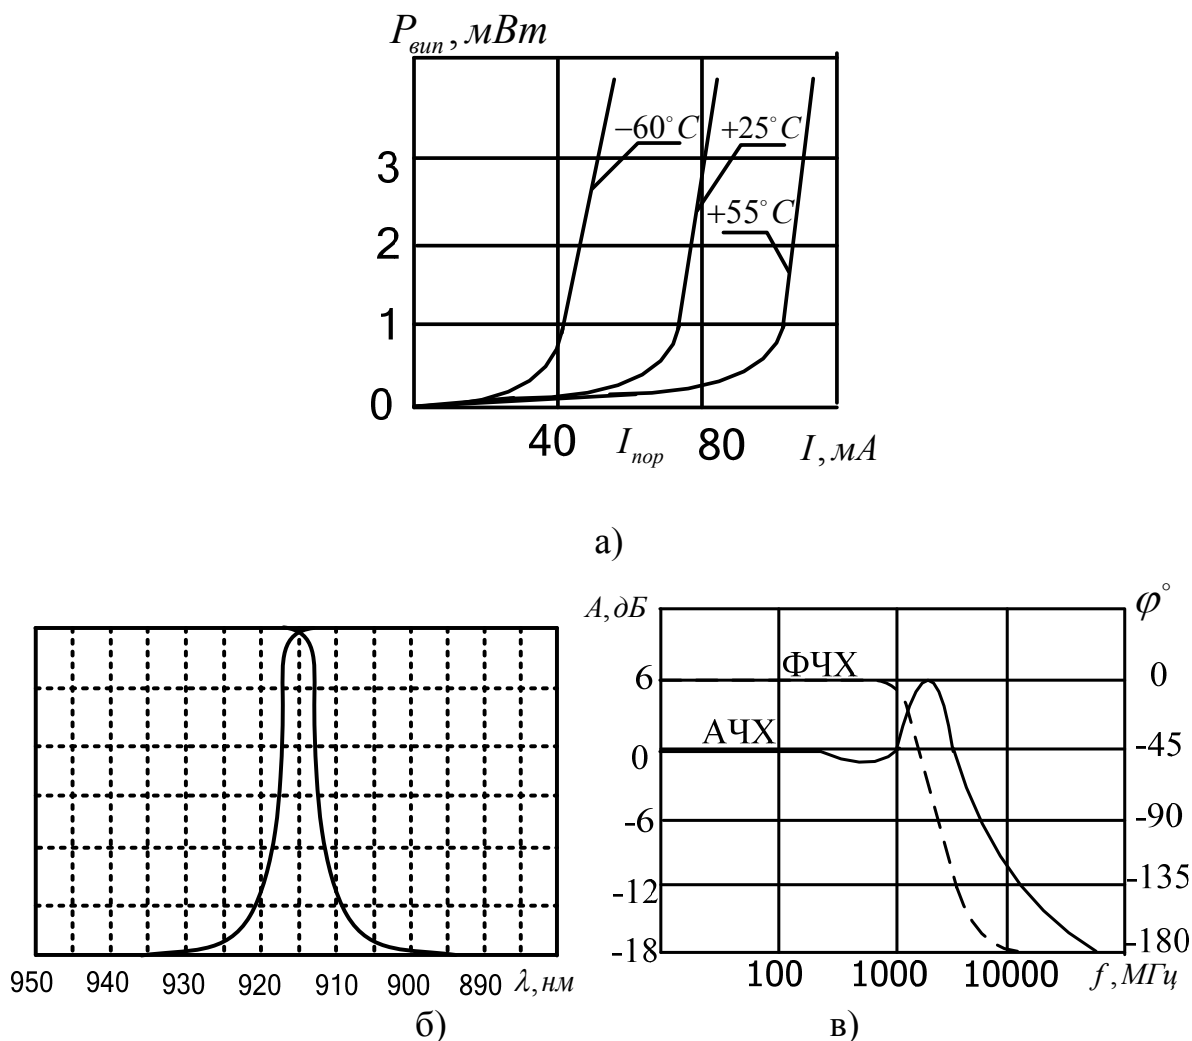 P_вип, мВт
−60°C
+25°C
3
+55°C
2
1
0
40 I_пор 80 I, мА
а)
А, дБ φ°
6 ФЧХ 0
0 АЧХ -45
-6 -90
-12 -135
-18 -180
950 940 930 920 910 900 890 λ, нм
100 1000 10000 f, МГц
б)
в)